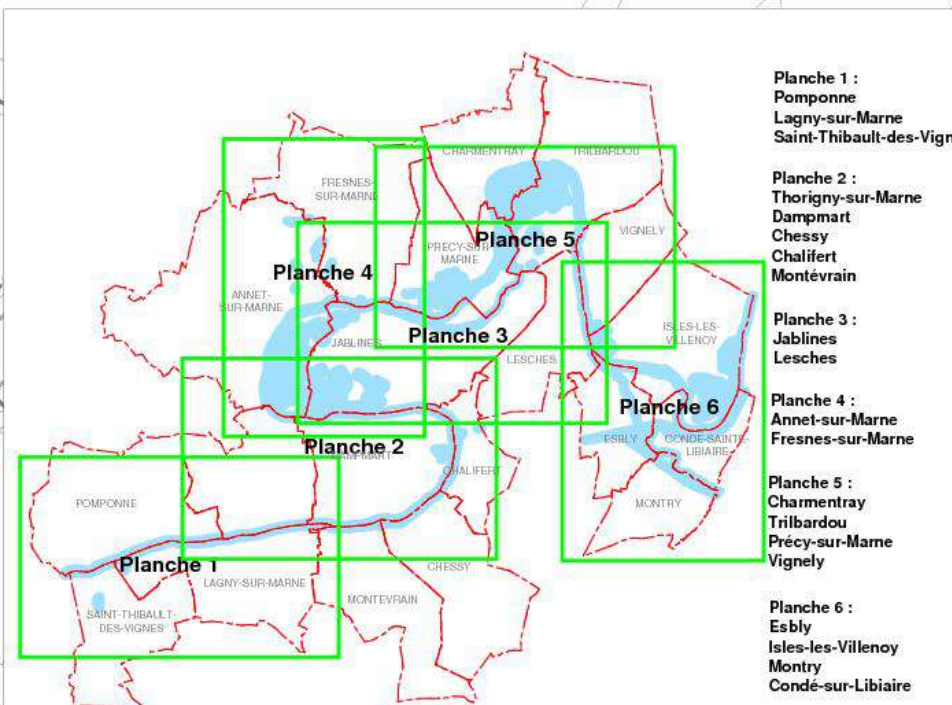 CHARMENTRAY
TRILBARDOU
FRESNES-
SUR-MARNE
VIGNELY
PRECY-SUR-
MARNE
Planche 5
Planche 4
ANNET-
SUR-MARNE
Planche 3
JABLINES
LESCHES
ISLES-LES-
VILLENOY
Planche 6
Planche 2
ESBLY
CONDE-SAINTE-
LIBIAIRE
CHALIFERT
POMPONNE
MONTRY
Planche 1
CHESSY
LAGNY-SUR-MARNE
MONTEVRAIN
SAINT-THIBAULT-
DES-VIGNES
Planche 1 :
Pomponne
Lagny-sur-Marne
Saint-Thibault-des-Vign
Planche 2 :
Thorigny-sur-Marne
Dampmart
Chessy
Chalifert
Montévrain
Planche 3 :
Jablines
Lesches
Planche 4 :
Annet-sur-Marne
Fresnes-sur-Marne
Planche 5 :
Charmentray
Trilbardou
Précy-sur-Marne
Vignely
Planche 6 :
Esbly
Isles-les-Villenoy
Montry
Condé-sur-Libiaire